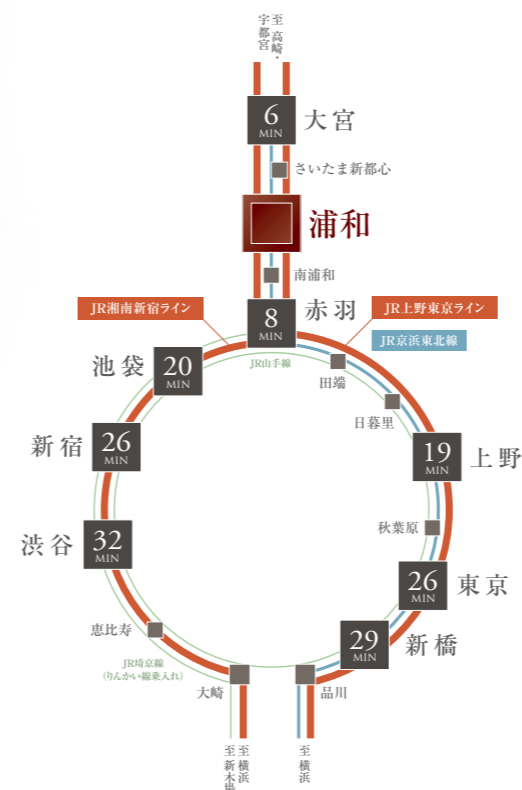 至 高崎・
宇都宮
6
MIN
大宮
さいたま新都心
浦和
南浦和
8
MIN
赤羽
JR湘南新宿ライン
JR上野東京ライン
JR京浜東北線
JR山手線
20
MIN
池袋
田端
日暮里
26
MIN
新宿
19
MIN
上野
秋葉原
32
MIN
渋谷
26
MIN
東京
29
MIN
新橋
恵比寿
JR埼京線
(りんかい線乗入れ)
大崎
品川
至 横浜
至 新木場
至 横浜